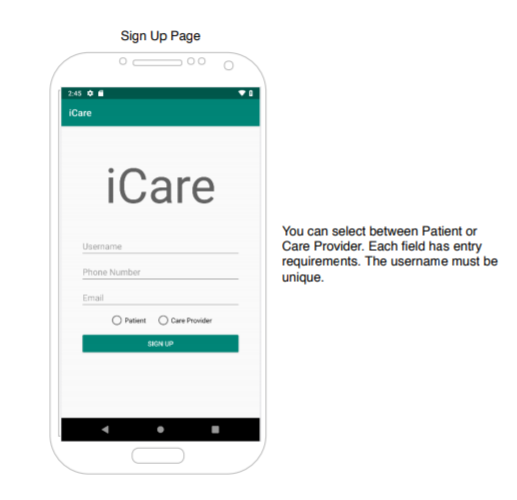 Sign Up Page
2:45
iCare
iCare
Username
Phone Number
Email
Patient
Care Provider
SIGN UP
You can select between Patient or
Care Provider. Each field has entry
requirements. The username must be
unique.